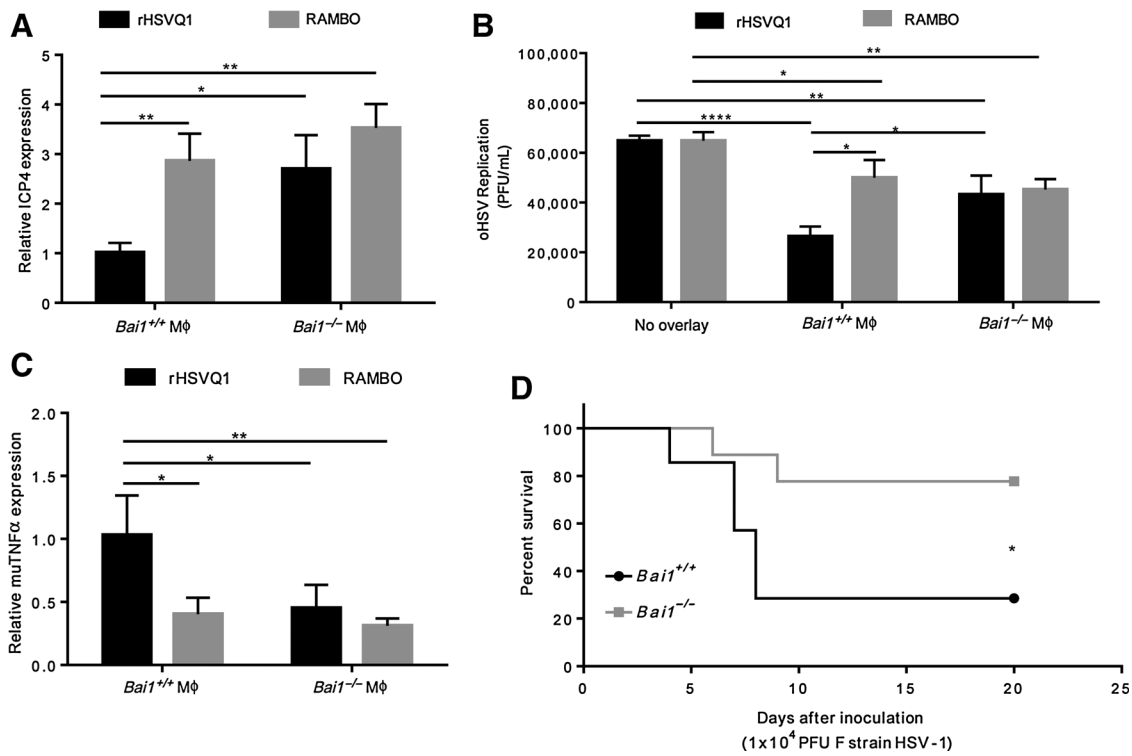 A
rHSVQ1
RAMBO
Relative ICP4 expression
5
4
3
2
1
0
**
*
**
Bai1+/+ Mϕ
Bai1−/− Mϕ
B
rHSVQ1
RAMBO
oHSV Replication
(PFU/mL)
100,000
80,000
60,000
40,000
20,000
0
**
*
**
****
*
*
No overlay
Bai1+/+ Mϕ
Bai1−/− Mϕ
C
rHSVQ1
RAMBO
Relative muTNFα expression
2.0
1.5
1.0
0.5
0.0
**
*
*
Bai1+/+ Mϕ
Bai1−/− Mϕ
D
Percent survival
100
80
60
40
20
0
*
Bai1+/+
Bai1−/−
0 5 10 15 20 25
Days after inoculation
(1x10⁴ PFU F strain HSV-1)